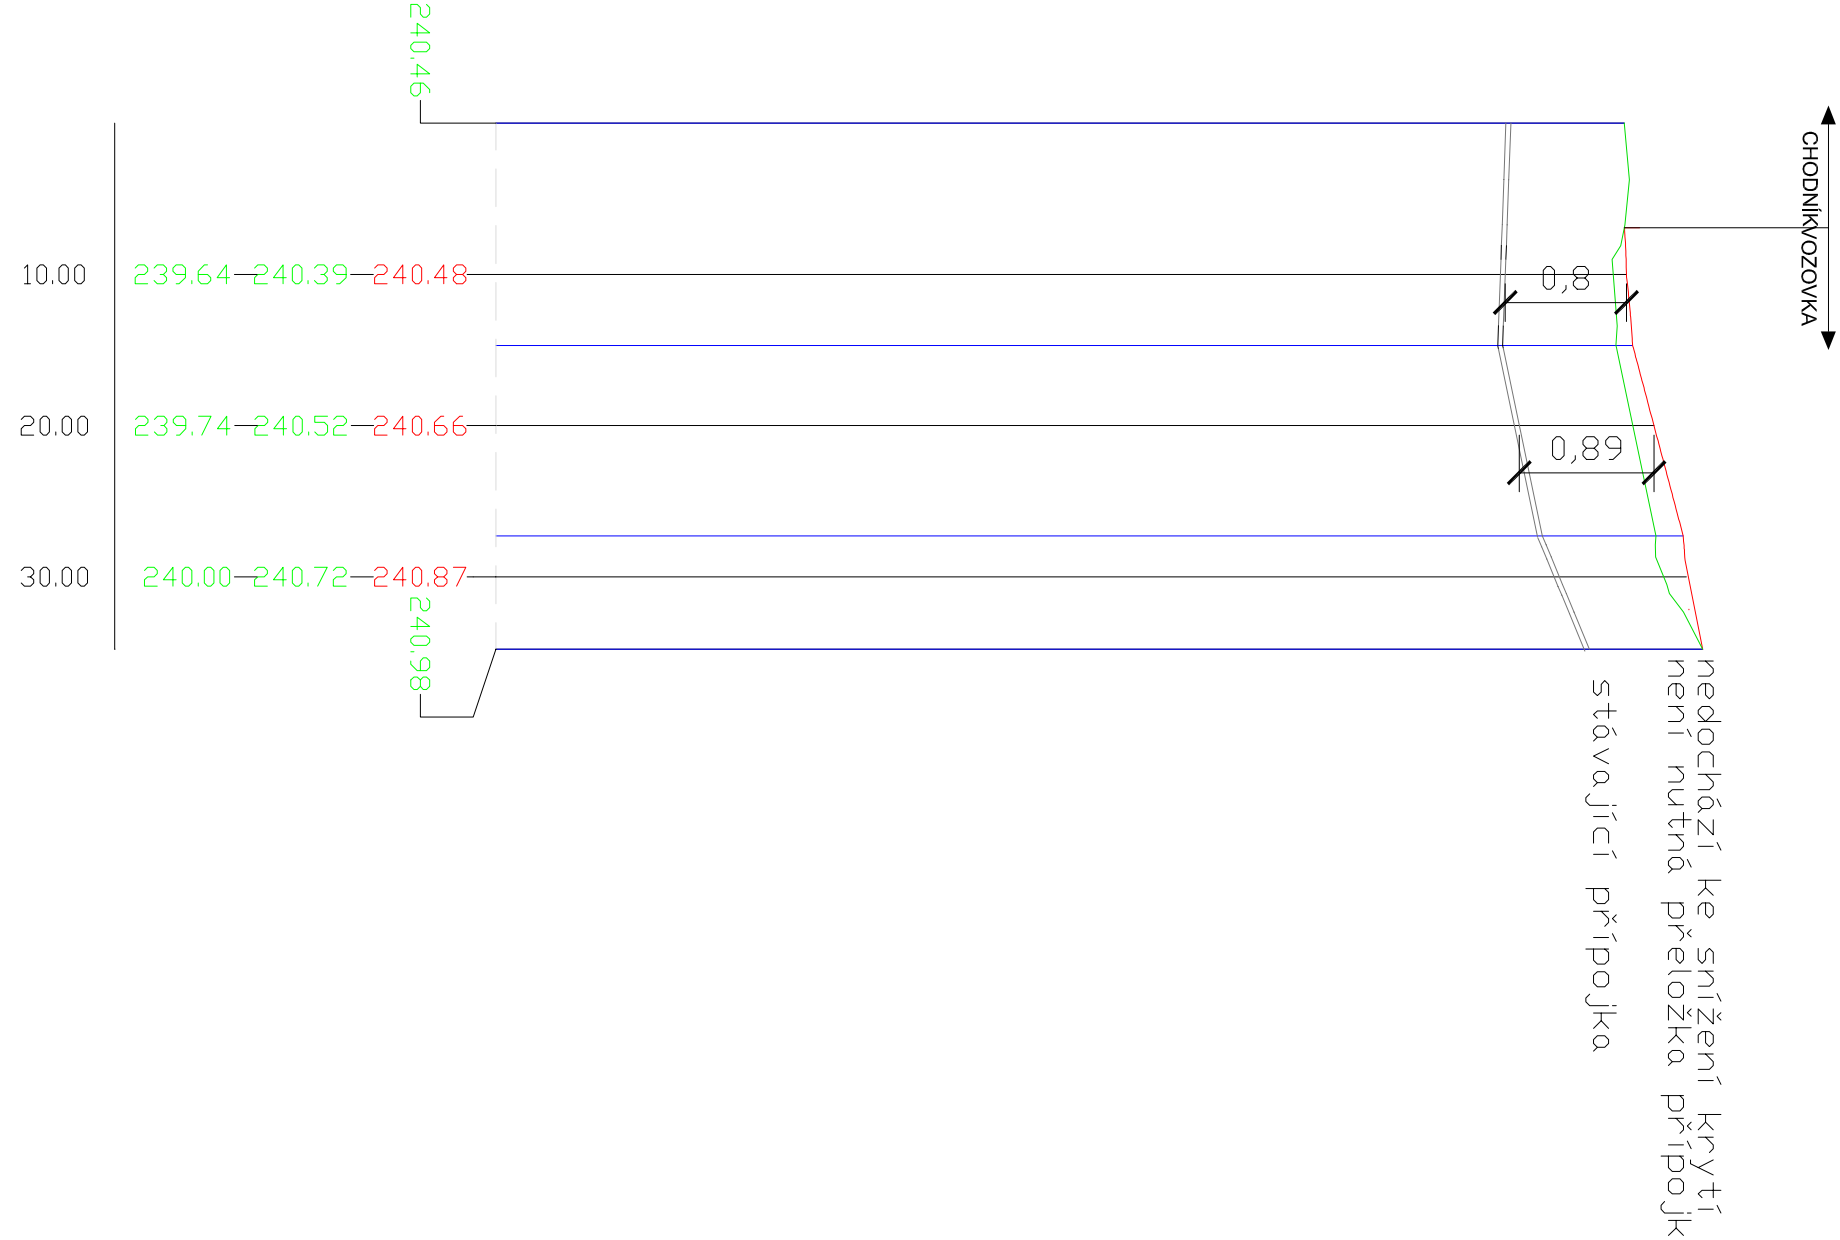 240.46
CHODNÍK
VOZOVKA
10.00 239.64 240.39 240.48
0,8
20.00 239.74 240.52 240.66
0,89
30.00 240.00 240.72 240.87
240.98
nedochází ke snížení krytí
není nutná přeložka přípojk
stávající přípojka